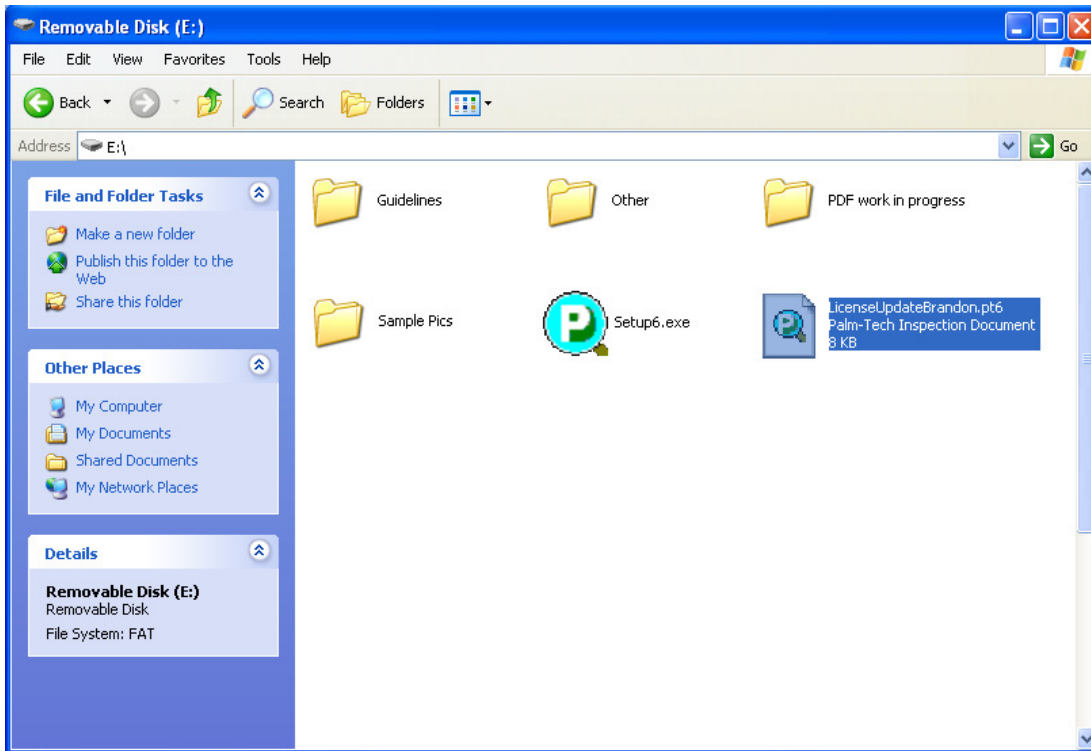 Removable Disk (E:)
File Edit View Favorites Tools Help
Back Search Folders
Address E:\ Go
File and Folder Tasks
Make a new folder
Publish this folder to the
Web
Share this folder
Other Places
My Computer
My Documents
Shared Documents
My Network Places
Details
Removable Disk (E:)
Removable Disk
File System: FAT
Guidelines
Other
PDF work in progress
Sample Pics
P
Setup6.exe
P
LicenseUpdateBrandon.pt6
Palm-Tech Inspection Document
8 KB